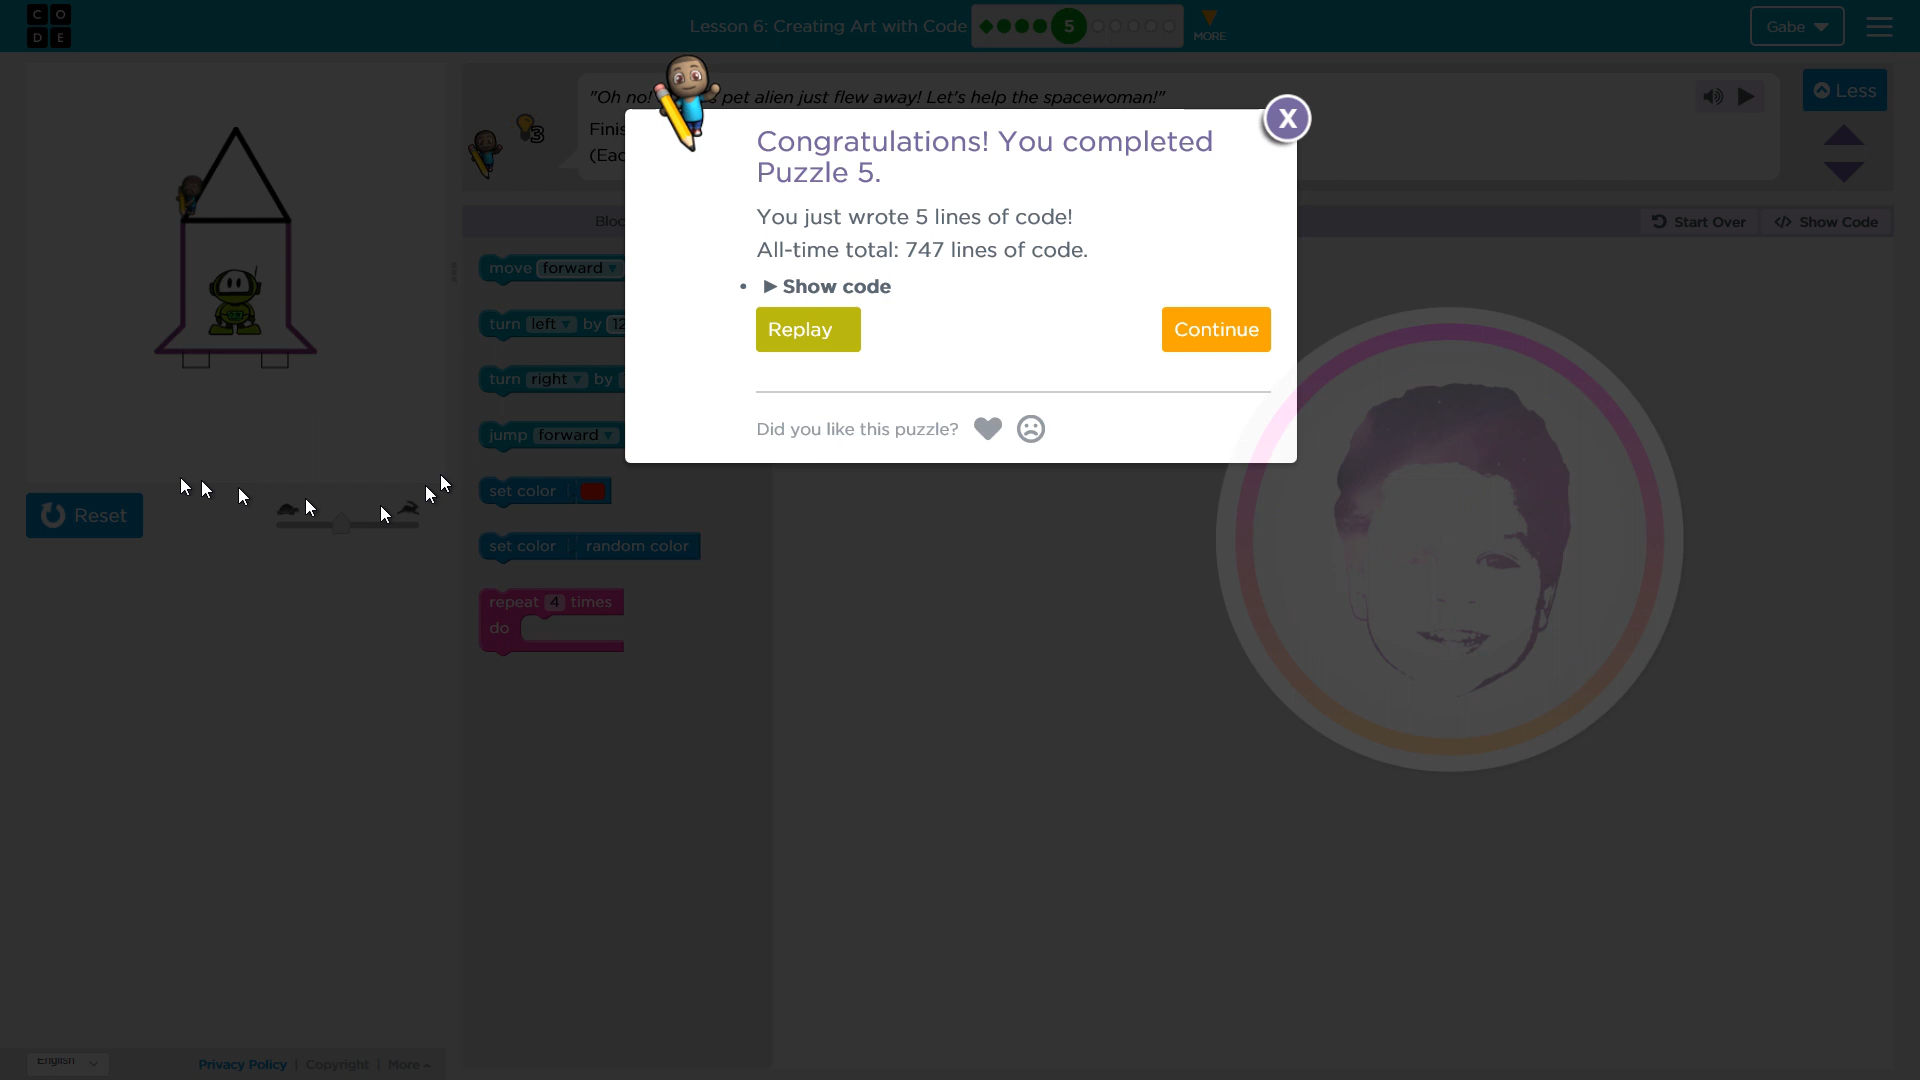 C O
D E
Lesson 6: Creating Art with Code
5
MORE
Gabe
"Oh no! pet alien just flew away! Let's help the spacewoman!"
3
Less
Congratulations! You completed
Puzzle 5.
X
You just wrote 5 lines of code!
All-time total: 747 lines of code.
• ▶ Show code
Replay
Continue
Did you like this puzzle?
Start Over
</> Show Code
move forward
turn left by
turn right by
jump forward
set color
set color random color
repeat 4 times
do
Reset
English
Privacy Policy | Copyright | More